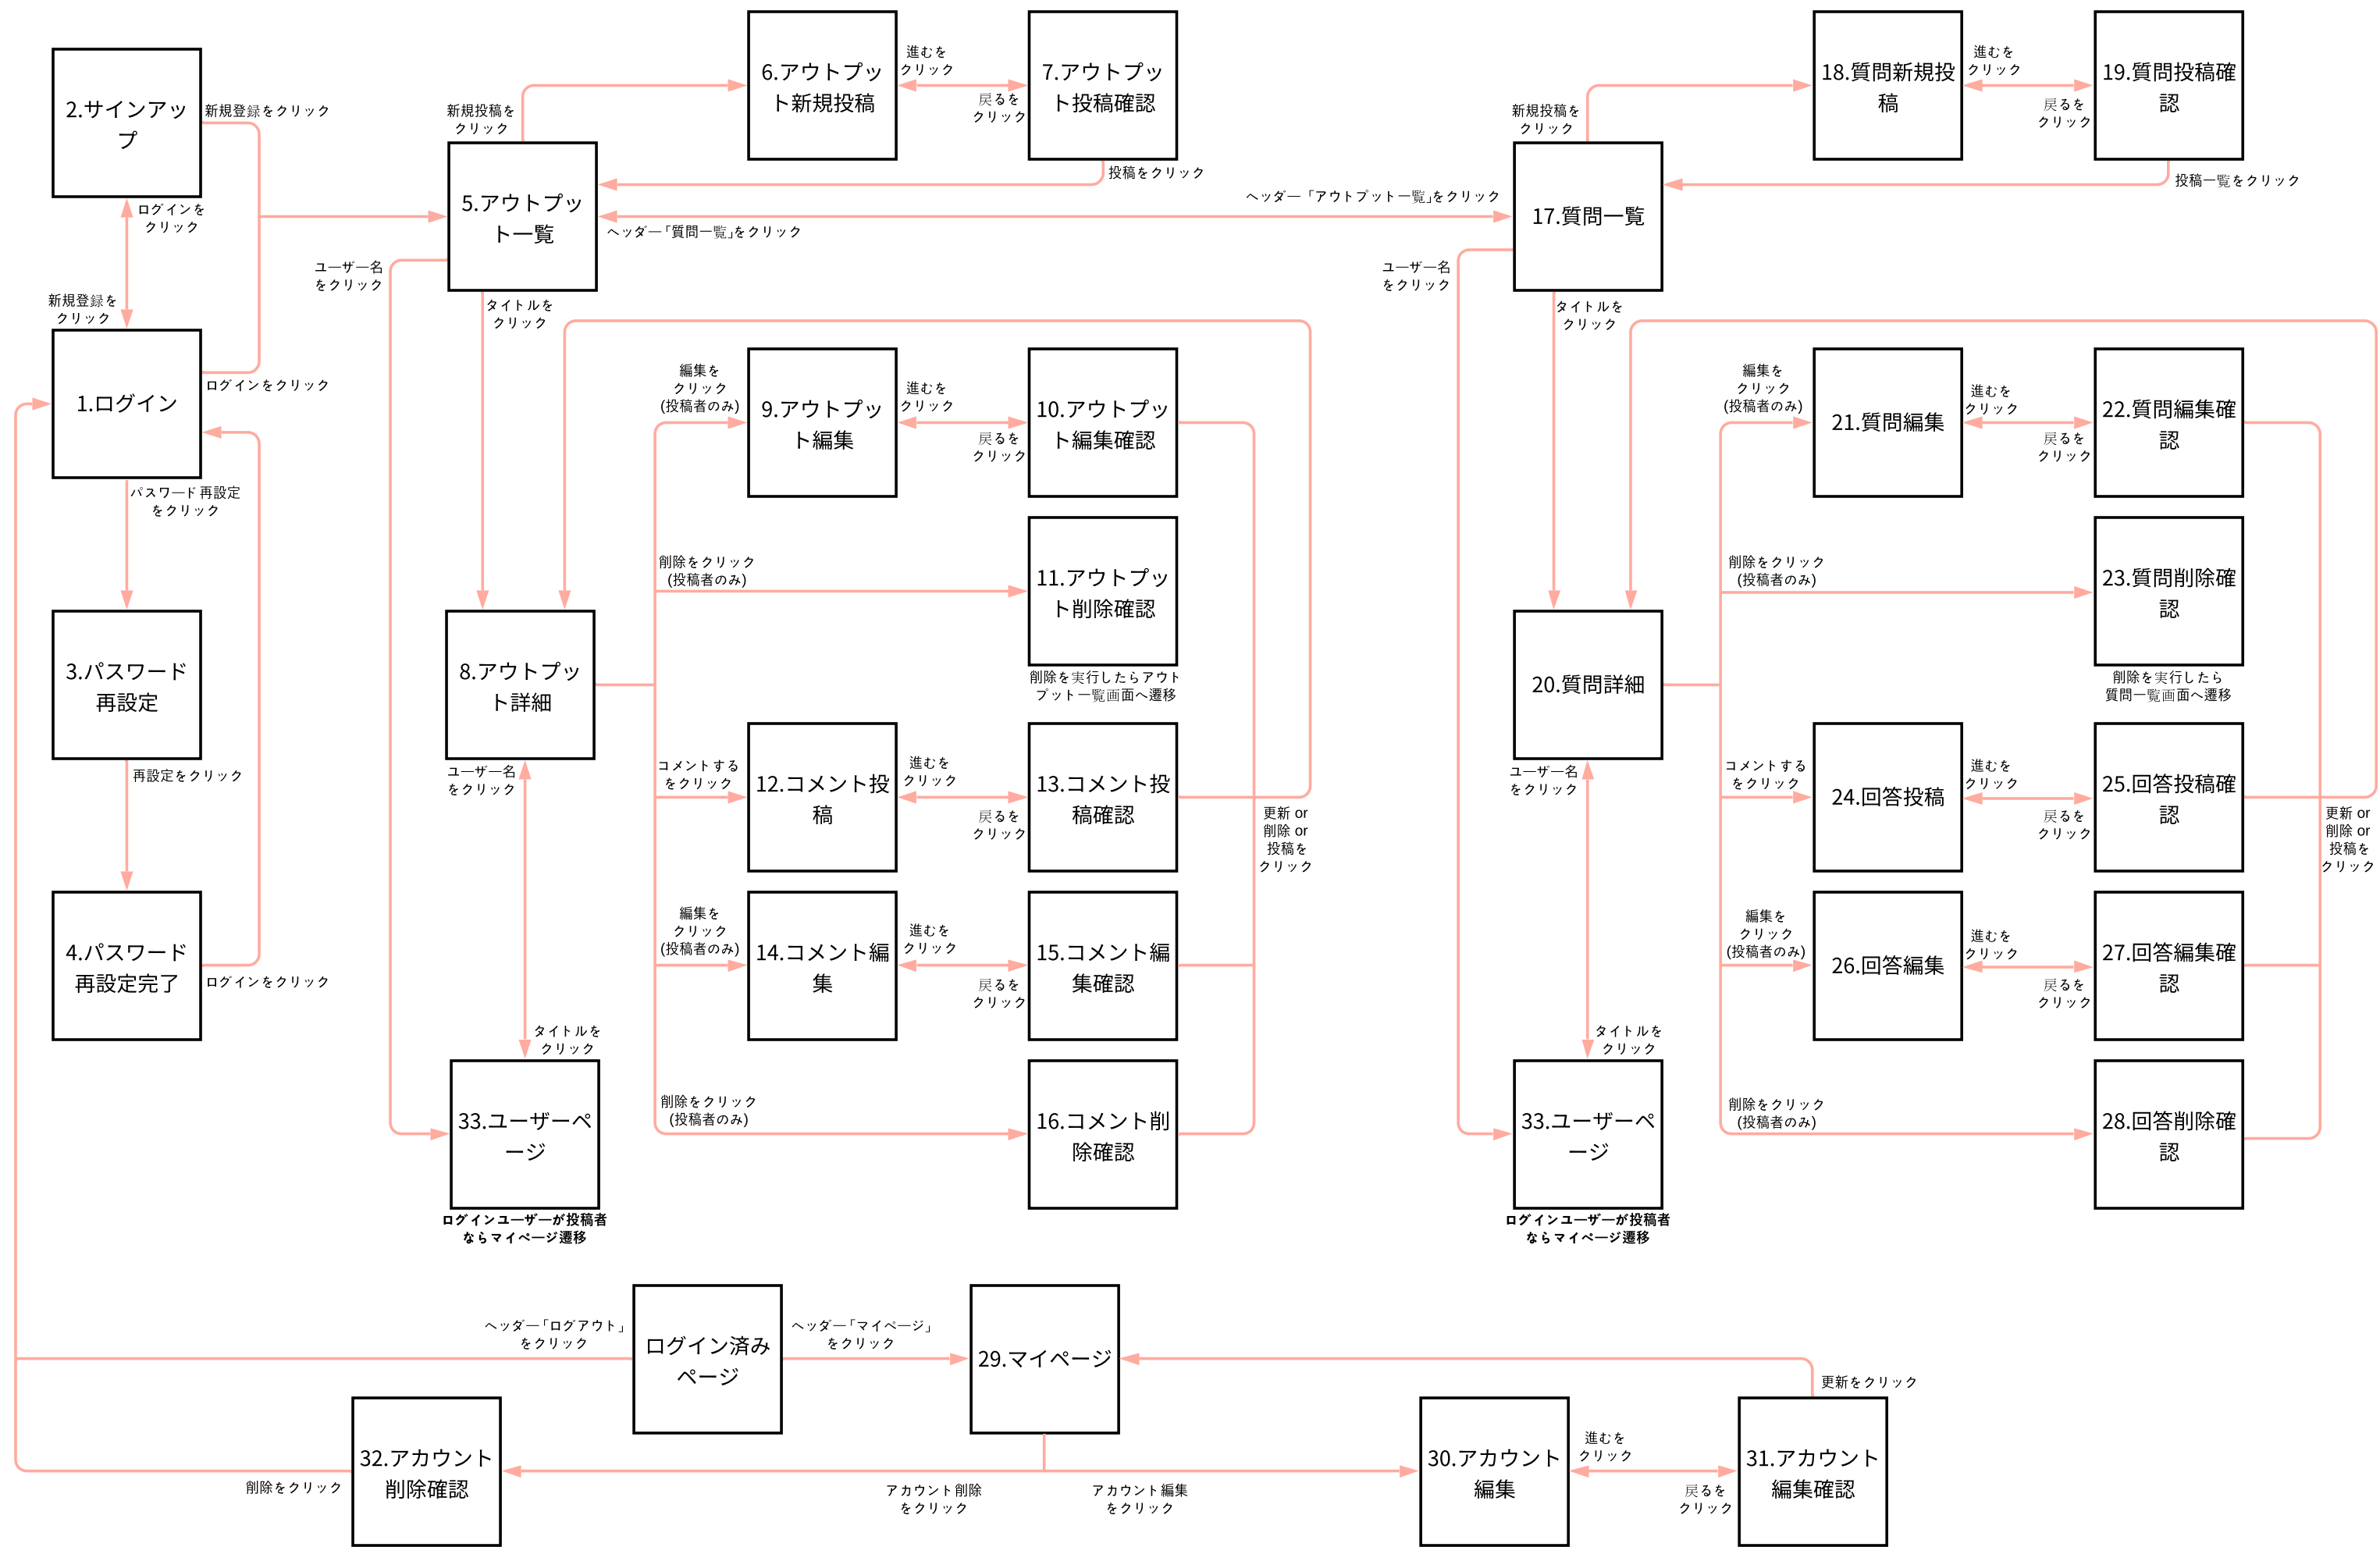 2.サインアッ
プ
新規登録をクリック
ログインを
クリック
新規登録を
クリック
1.ログイン
ログインをクリック
パスワード再設定
をクリック
3.パスワード
再設定
再設定をクリック
4.パスワード
再設定完了
ログインをクリック
新規投稿を
クリック
5.アウトプッ
ト一覧
6.アウトプッ
ト新規投稿
進むを
クリック
戻るを
クリック
7.アウトプッ
ト投稿確認
投稿をクリック
ヘッダー「アウトプット一覧」をクリック
ヘッダー「質問一覧」をクリック
ユーザー名
をクリック
タイトルを
クリック
8.アウトプッ
ト詳細
編集を
クリック
(投稿者のみ)
9.アウトプッ
ト編集
進むを
クリック
戻るを
クリック
10.アウトプッ
ト編集確認
削除をクリック
(投稿者のみ)
11.アウトプッ
ト削除確認
削除を実行したらアウト
プット一覧画面へ遷移
コメントする
をクリック
12.コメント投
稿
進むを
クリック
戻るを
クリック
13.コメント投
稿確認
更新 or
削除 or
投稿を
クリック
編集を
クリック
(投稿者のみ)
14.コメント編
集
進むを
クリック
戻るを
クリック
15.コメント編
集確認
削除をクリック
(投稿者のみ)
16.コメント削
除確認
ユーザー名
をクリック
タイトルを
クリック
33.ユーザーペ
ージ
ログインユーザーが投稿者
ならマイページ遷移
新規投稿を
クリック
17.質問一覧
18.質問新規投
稿
進むを
クリック
戻るを
クリック
19.質問投稿確
認
投稿一覧をクリック
ユーザー名
をクリック
タイトルを
クリック
20.質問詳細
編集を
クリック
(投稿者のみ)
21.質問編集
進むを
クリック
戻るを
クリック
22.質問編集確
認
削除をクリック
(投稿者のみ)
23.質問削除確
認
削除を実行したら
質問一覧画面へ遷移
コメントする
をクリック
24.回答投稿
進むを
クリック
戻るを
クリック
25.回答投稿確
認
更新 or
削除 or
投稿を
クリック
編集を
クリック
(投稿者のみ)
26.回答編集
進むを
クリック
戻るを
クリック
27.回答編集確
認
削除をクリック
(投稿者のみ)
28.回答削除確
認
ユーザー名
をクリック
タイトルを
クリック
33.ユーザーペ
ージ
ログインユーザーが投稿者
ならマイページ遷移
ヘッダー「ログアウト」
をクリック
ログイン済み
ページ
ヘッダー「マイページ」
をクリック
29.マイページ
更新をクリック
32.アカウント
削除確認
削除をクリック
アカウント削除
をクリック
アカウント編集
をクリック
30.アカウント
編集
進むを
クリック
戻るを
クリック
31.アカウント
編集確認